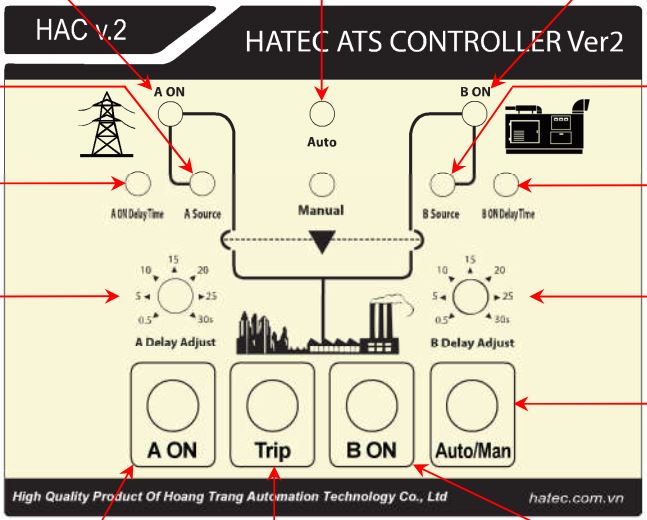 HAC v.2
HATEC ATS CONTROLLER Ver2
A ON
B ON
Auto
A ON Delay Time
A Source
Manual
B Source
B ON Delay Time
15
10
20
5
25
0.5
30s
A Delay Adjust
15
10
20
5
25
0.5
30s
B Delay Adjust
A ON
Trip
B ON
Auto/Man
High Quality Product Of Hoang Trang Automation Technology Co., Ltd
hatec.com.vn